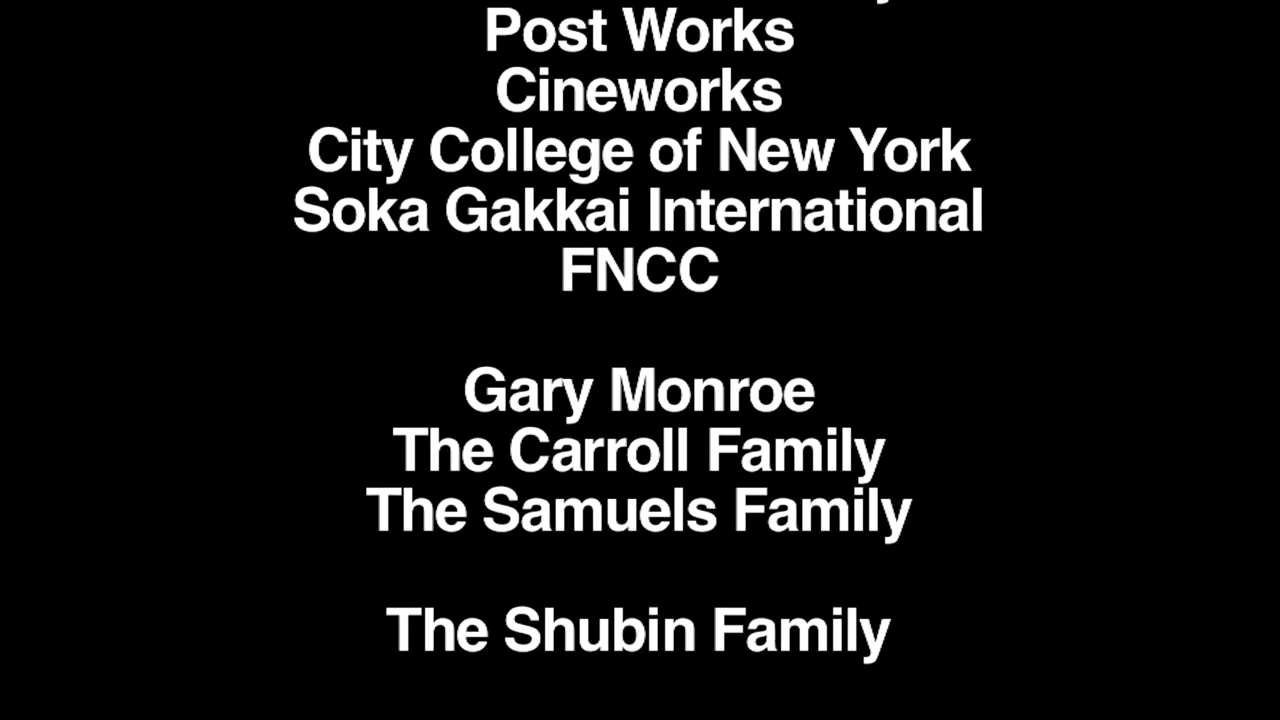 Post Works
Cineworks
City College of New York
Soka Gakkai International
FNCC
Gary Monroe
The Carroll Family
The Samuels Family
The Shubin Family